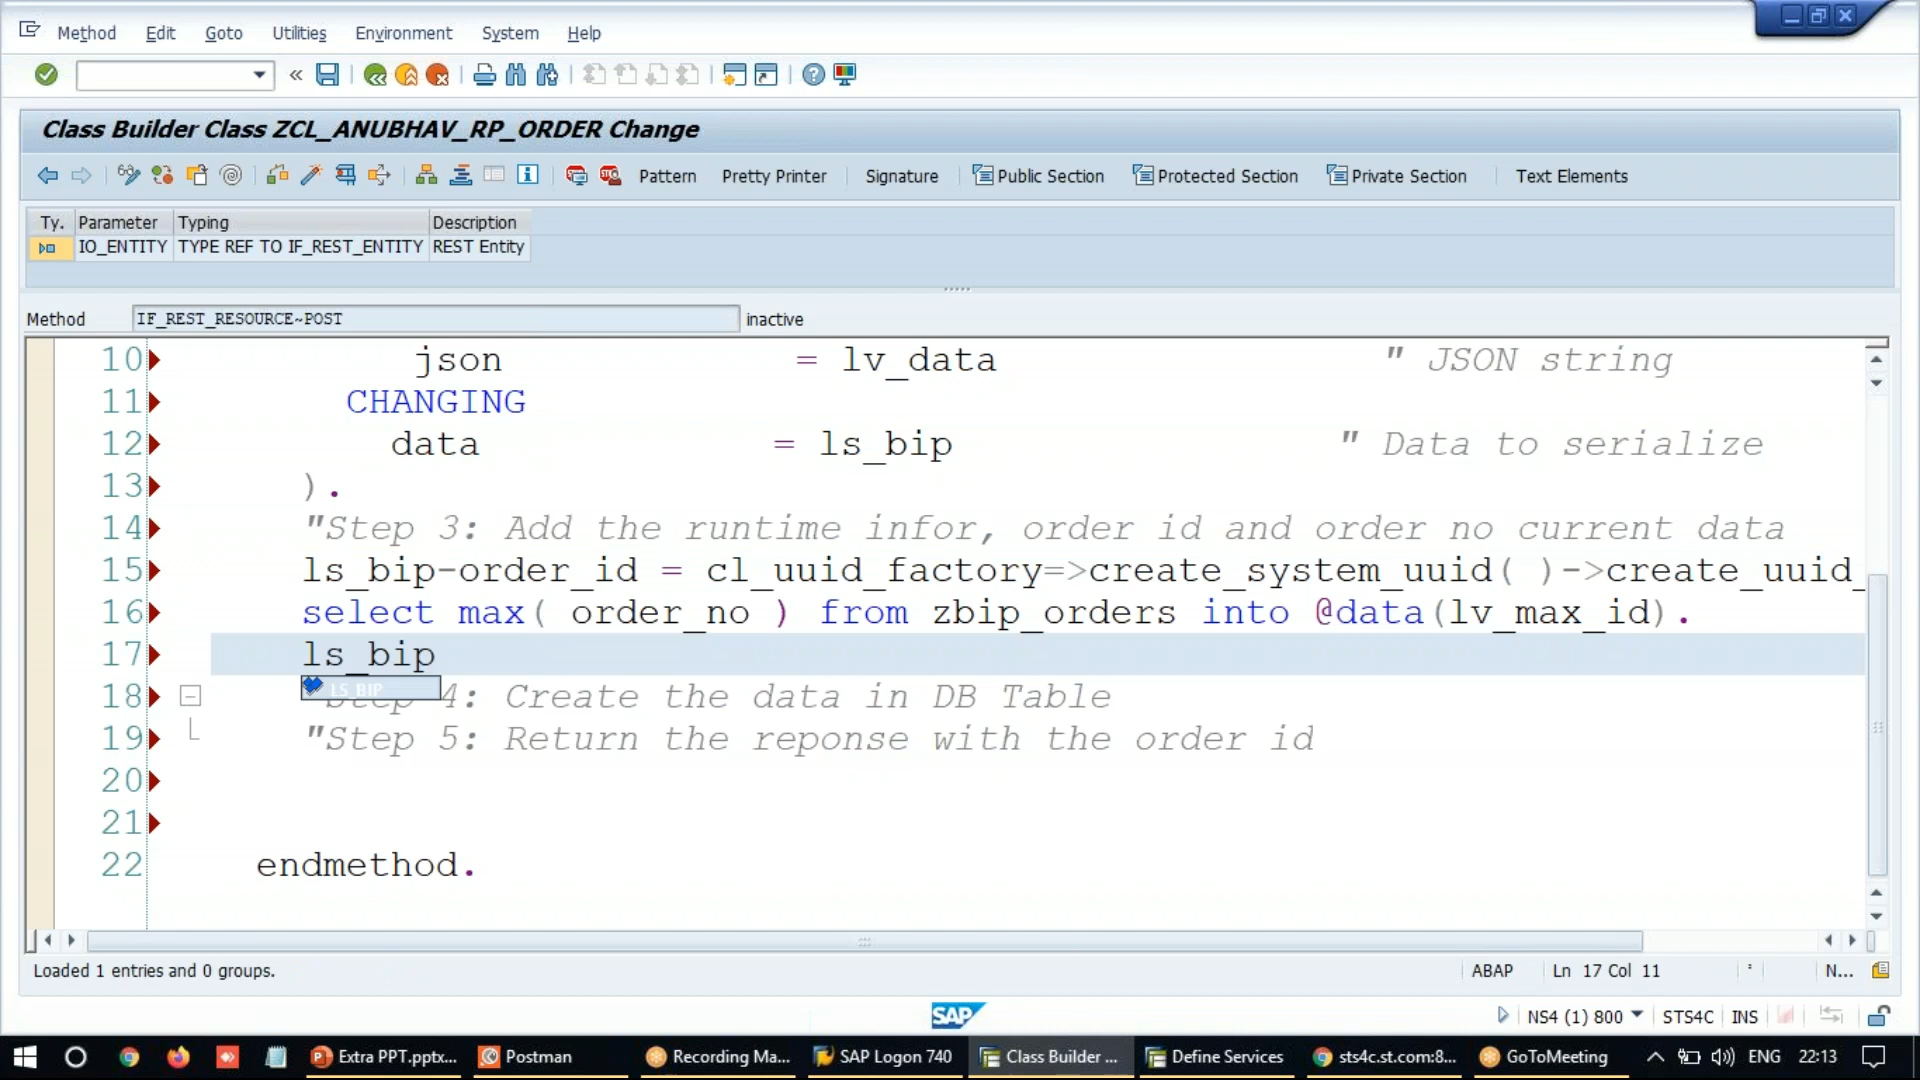 Method Edit Goto Utilities Environment System Help
Class Builder Class ZCL_ANUBHAV_RP_ORDER Change
Pattern Pretty Printer Signature Public Section Protected Section Private Section Text Elements
Ty. Parameter Typing Description
IO_ENTITY TYPE REF TO IF_REST_ENTITY REST Entity
Method IF_REST_RESOURCE~POST inactive
10 json = lv_data " JSON string
11 CHANGING
12 data = ls_bip " Data to serialize
13 ).
14 "Step 3: Add the runtime infor, order id and order no current data
15 ls_bip-order_id = cl_uuid_factory=>create_system_uuid( )->create_uuid_
16 select max( order_no ) from zbip_orders into @data(lv_max_id).
17 ls_bip
LS_BIP
18 "Step 4: Create the data in DB Table
19 "Step 5: Return the reponse with the order id
20
21
22 endmethod.
Loaded 1 entries and 0 groups. ABAP Ln 17 Col 11 N...
SAP NS4 (1) 800 STS4C INS
Extra PPT.pptx... Postman Recording Ma... SAP Logon 740 Class Builder ... Define Services sts4c.st.com:8... GoToMeeting ENG 22:13